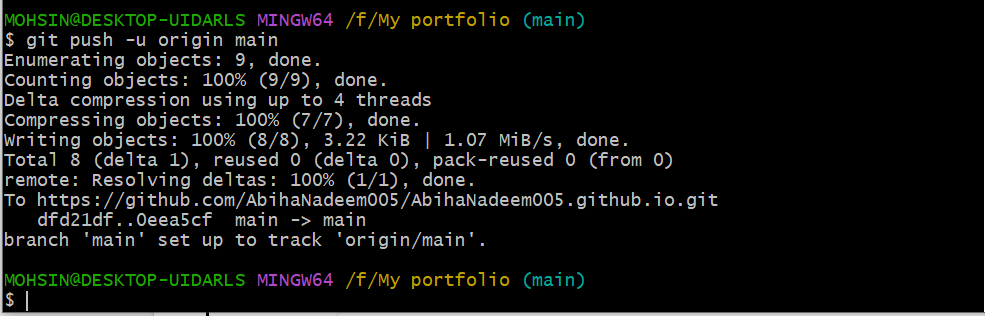 MOHSIN@DESKTOP-UIDARLS MINGW64 /f/My portfolio (main)
$ git push -u origin main
Enumerating objects: 9, done.
Counting objects: 100% (9/9), done.
Delta compression using up to 4 threads
Compressing objects: 100% (7/7), done.
Writing objects: 100% (8/8), 3.22 KiB | 1.07 MiB/s, done.
Total 8 (delta 1), reused 0 (delta 0), pack-reused 0 (from 0)
remote: Resolving deltas: 100% (1/1), done.
To https://github.com/AbihaNadeem005/AbihaNadeem005.github.io.git
   dfd21df..0eea5cf  main -> main
branch 'main' set up to track 'origin/main'.
MOHSIN@DESKTOP-UIDARLS MINGW64 /f/My portfolio (main)
$